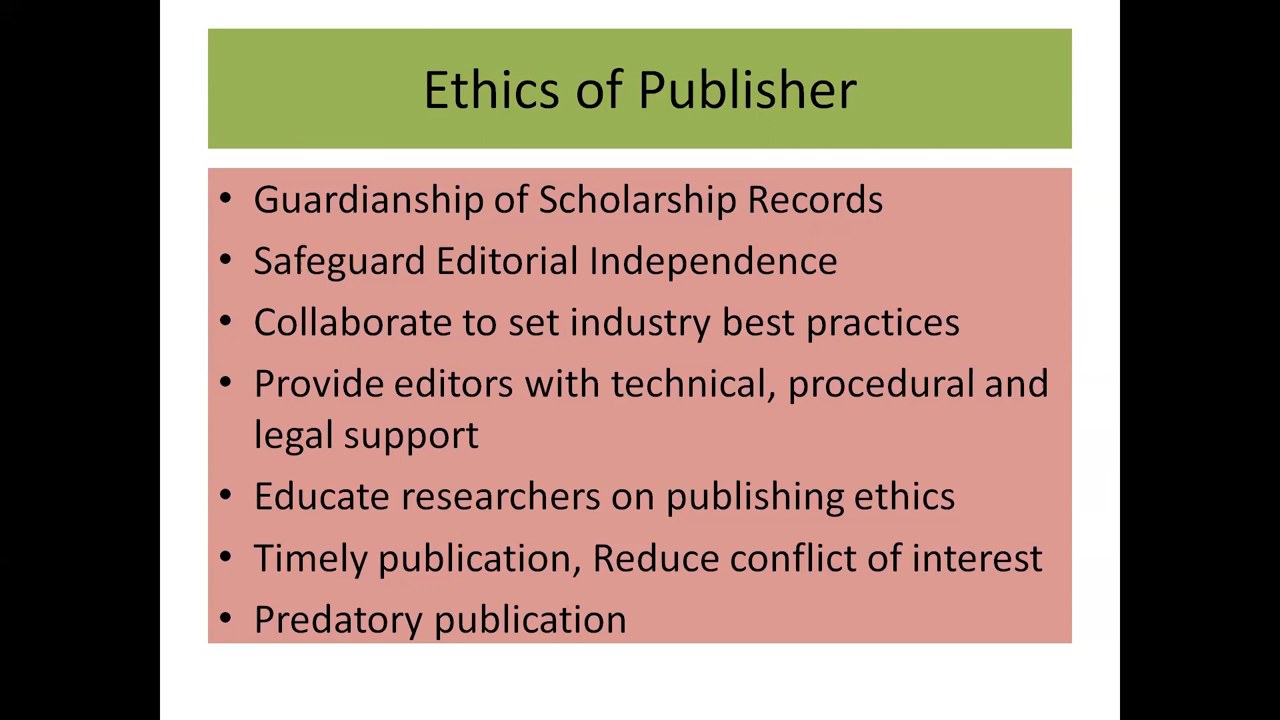 Ethics of Publisher
• Guardianship of Scholarship Records
• Safeguard Editorial Independence
• Collaborate to set industry best practices
• Provide editors with technical, procedural and
legal support
• Educate researchers on publishing ethics
• Timely publication, Reduce conflict of interest
• Predatory publication